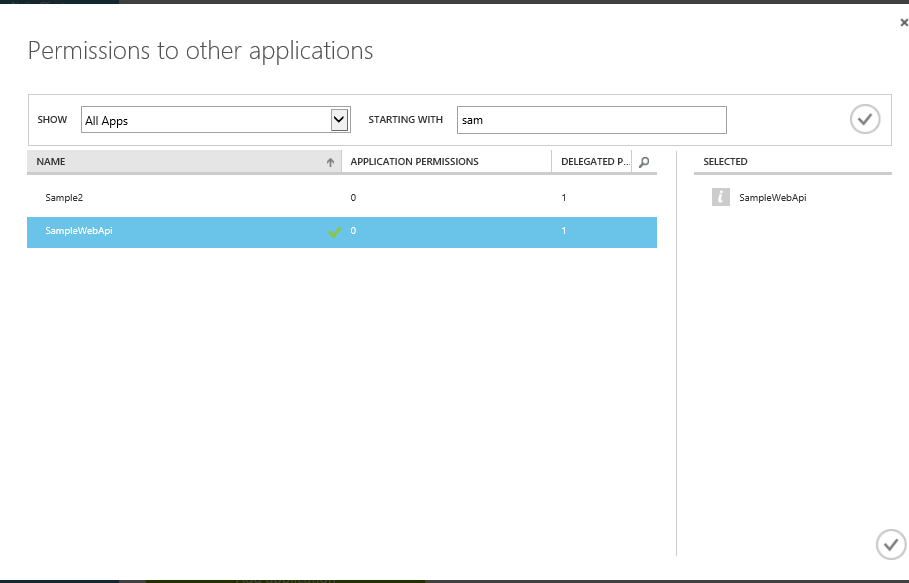 Permissions to other applications
SHOW All Apps STARTING WITH sam
NAME APPLICATION PERMISSIONS DELEGATED P... SELECTED
Sample2 0 1 SampleWebApi
SampleWebApi 0 1